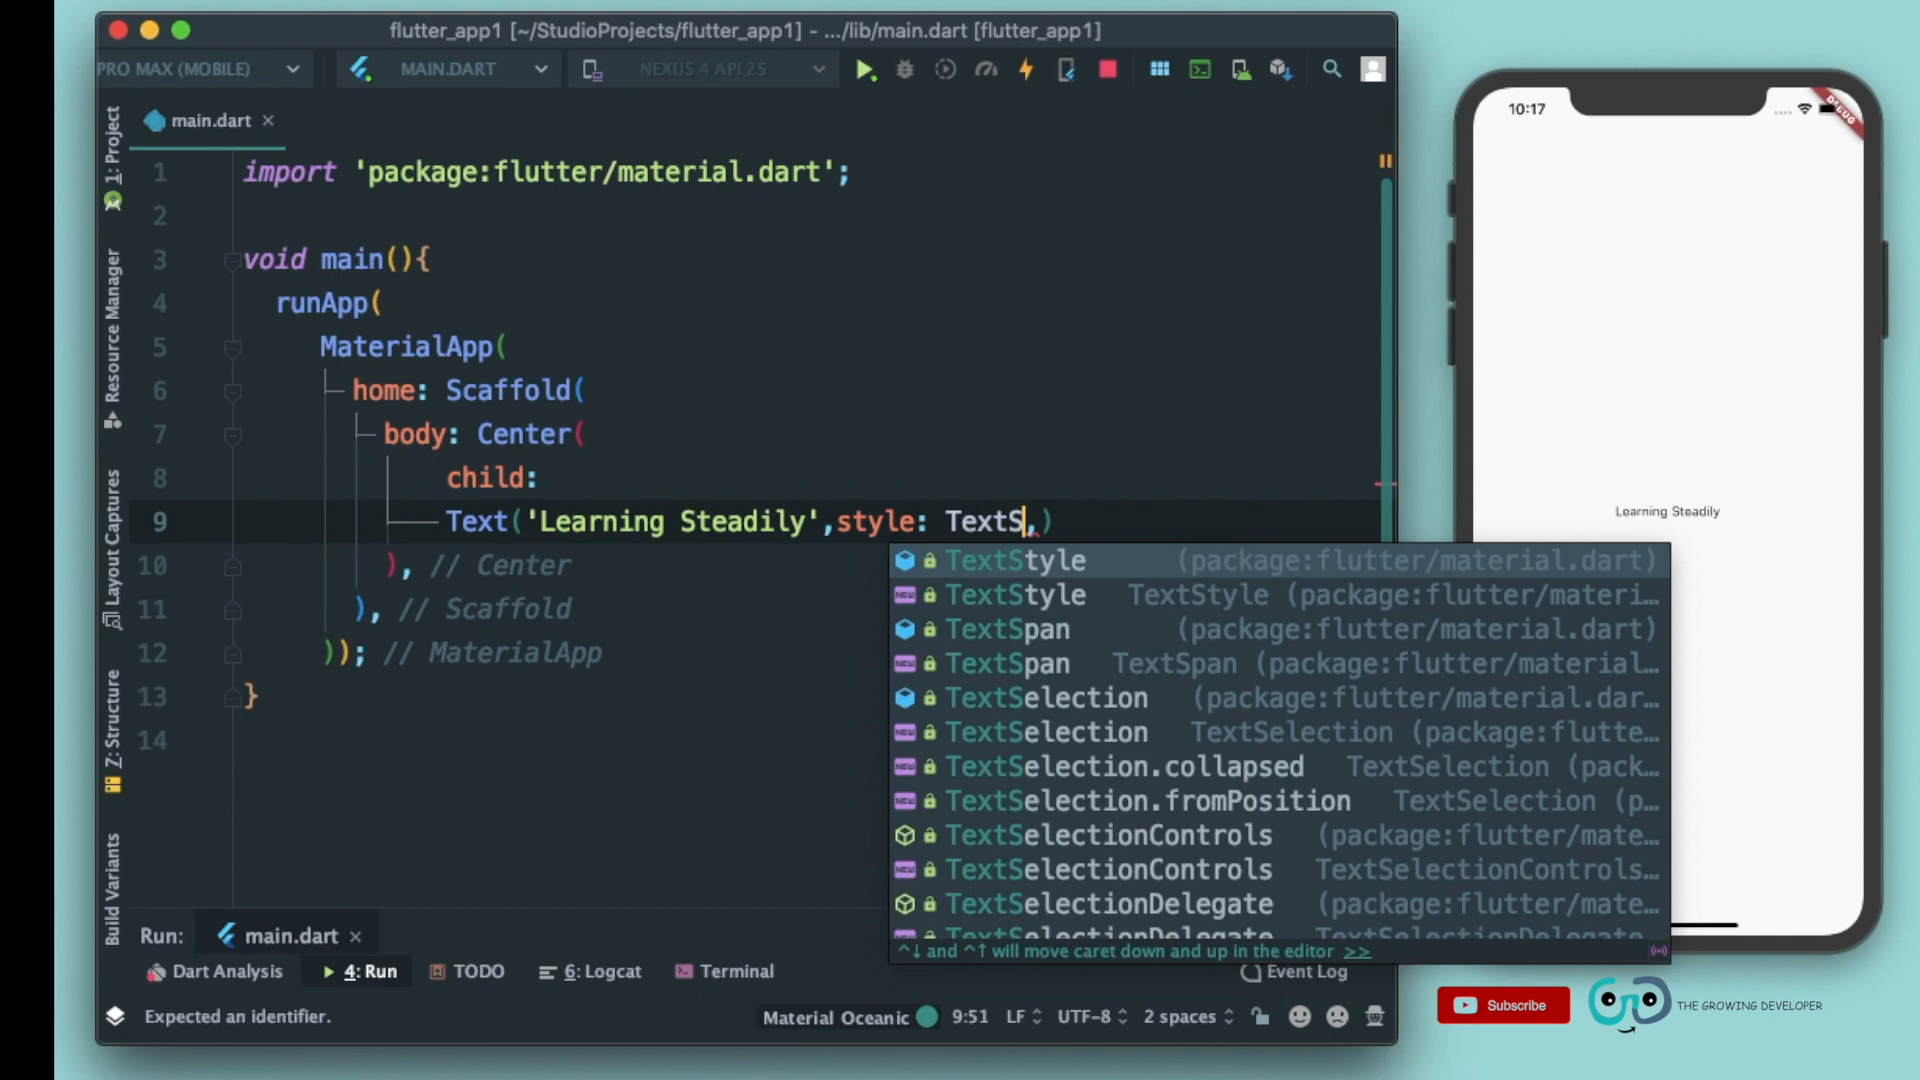 flutter_app1 [~/StudioProjects/flutter_app1] - .../lib/main.dart [flutter_app1]
PRO MAX (MOBILE)
MAIN.DART
NEXUS 4 API 25
1: Project
Resource Manager
Layout Captures
Z: Structure
Build Variants
main.dart
1 import 'package:flutter/material.dart';
2
3 void main(){
4 runApp(
5 MaterialApp(
6 home: Scaffold(
7 body: Center(
8 child:
9 Text('Learning Steadily',style: TextS,)
10 ), // Center
11 ), // Scaffold
12 )); // MaterialApp
13 }
14
TextStyle (package:flutter/material.dart)
TextStyle TextStyle (package:flutter/materi...
TextSpan (package:flutter/material.dart)
TextSpan TextSpan (package:flutter/material...
TextSelection (package:flutter/material.dar...
TextSelection TextSelection (package:flutte...
TextSelection.collapsed TextSelection (pack...
TextSelection.fromPosition TextSelection (p...
TextSelectionControls (package:flutter/mate...
TextSelectionControls TextSelectionControls...
TextSelectionDelegate (package:flutter/mate...
TextSelectionDelegate TextSelectionDelegate
^↓ and ^↑ will move caret down and up in the editor >>
Run: main.dart
Dart Analysis
4: Run
TODO
6: Logcat
Terminal
Event Log
Expected an identifier.
Material Oceanic
9:51
LF
UTF-8
2 spaces
10:17
DEBUG
Learning Steadily
Subscribe
THE GROWING DEVELOPER